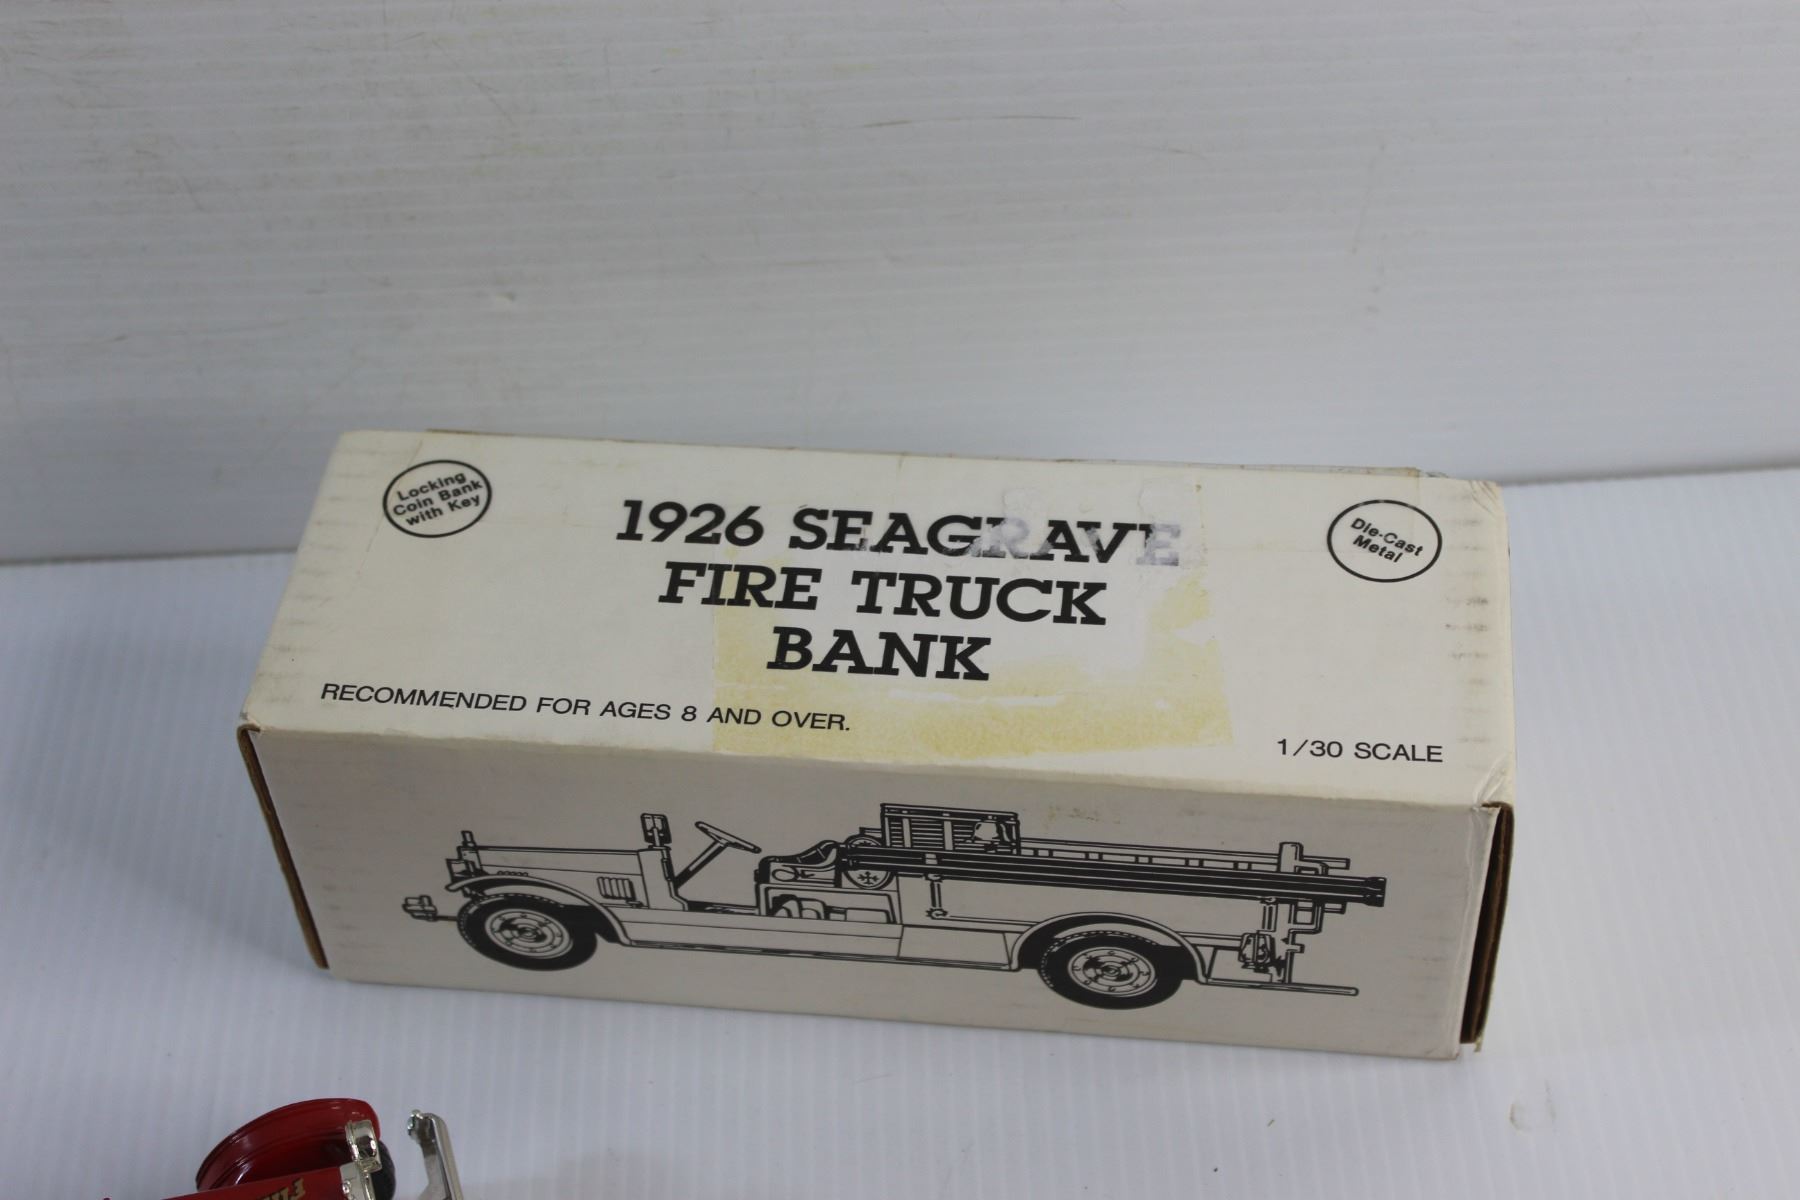 Locking
Coin Bank
with Key
1926 SEAGRAVE
FIRE TRUCK
BANK
Die-Cast
Metal
RECOMMENDED FOR AGES 8 AND OVER.
1/30 SCALE